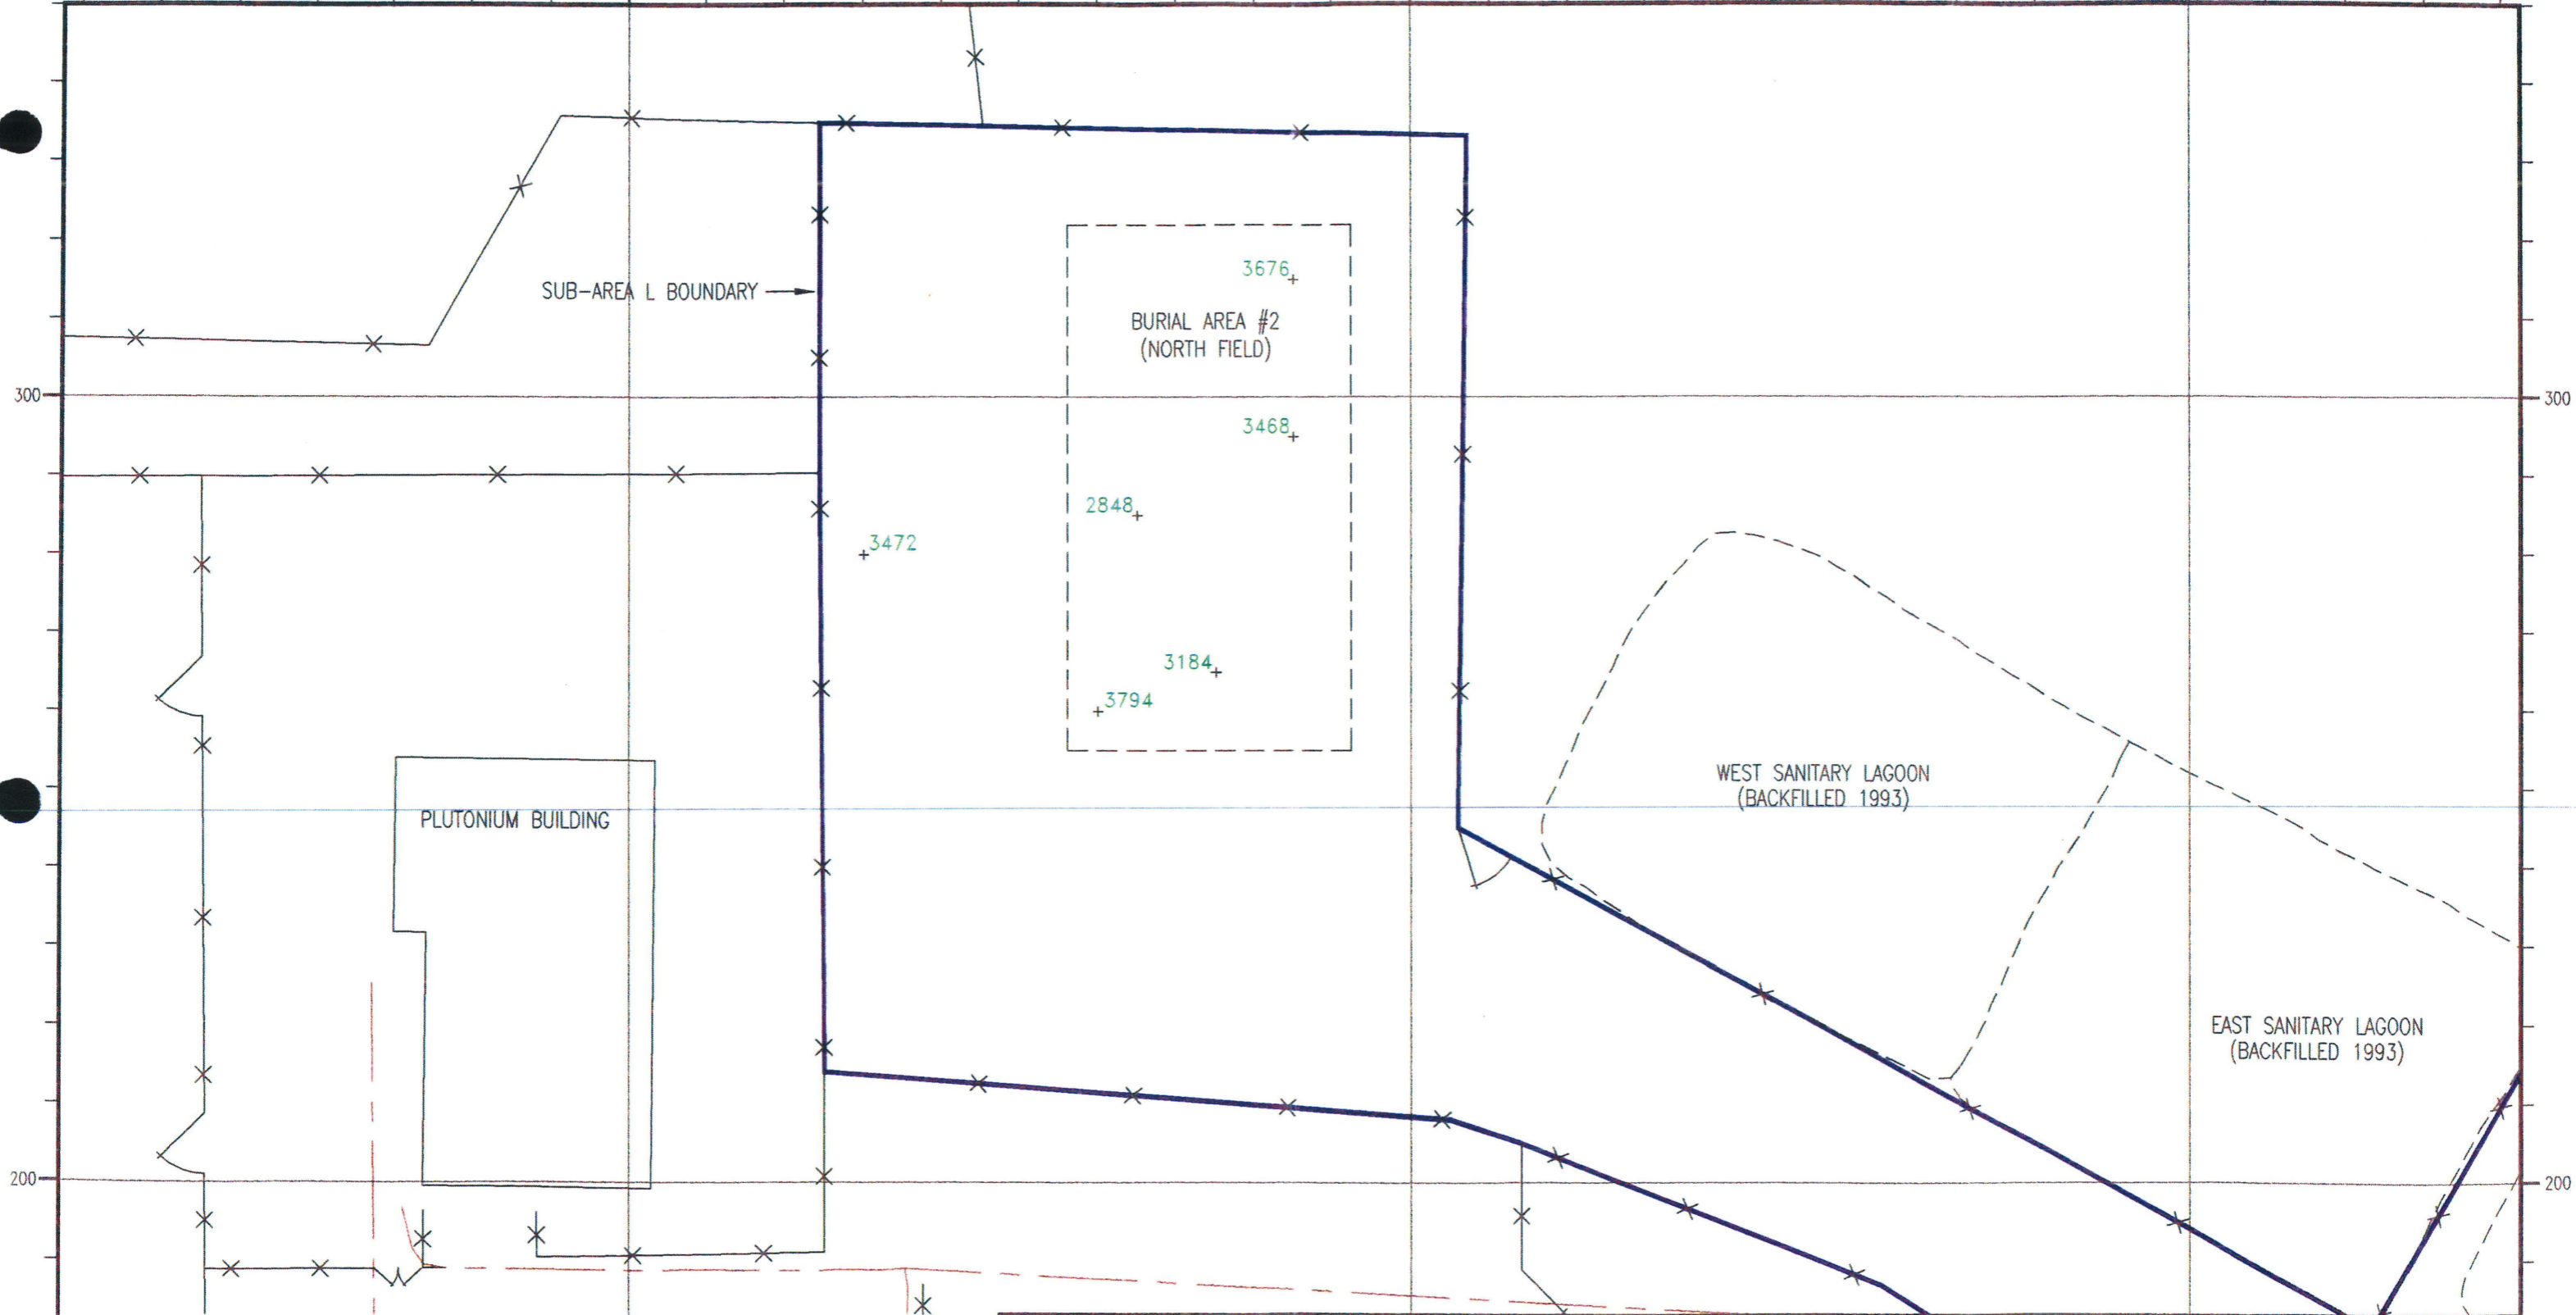 3676
SUB-AREA L BOUNDARY
BURIAL AREA #2
(NORTH FIELD)
300
300
3468
2848
3472
3184
3794
WEST SANITARY LAGOON
(BACKFILLED 1993)
PLUTONIUM BUILDING
EAST SANITARY LAGOON
(BACKFILLED 1993)
200
200